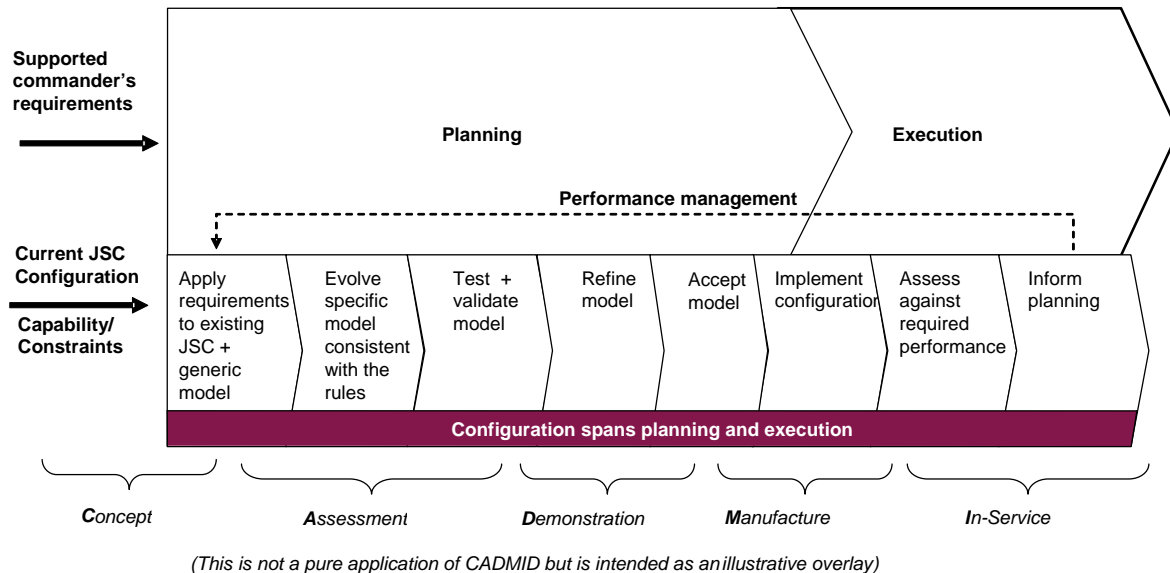 Supported
commander's
requirements
Planning
Execution
Performance management
Current JSC
Configuration
Capability/
Constraints
Apply
requirements
to existing
JSC +
generic
model
Evolve
specific
model
consistent
with the
rules
Test +
validate
model
Refine
model
Accept
model
Implement
configuration
Assess
against
required
performance
Inform
planning
Configuration spans planning and execution
Concept
Assessment
Demonstration
Manufacture
In-Service
(This is not a pure application of CADMID but is intended as an illustrative overlay)